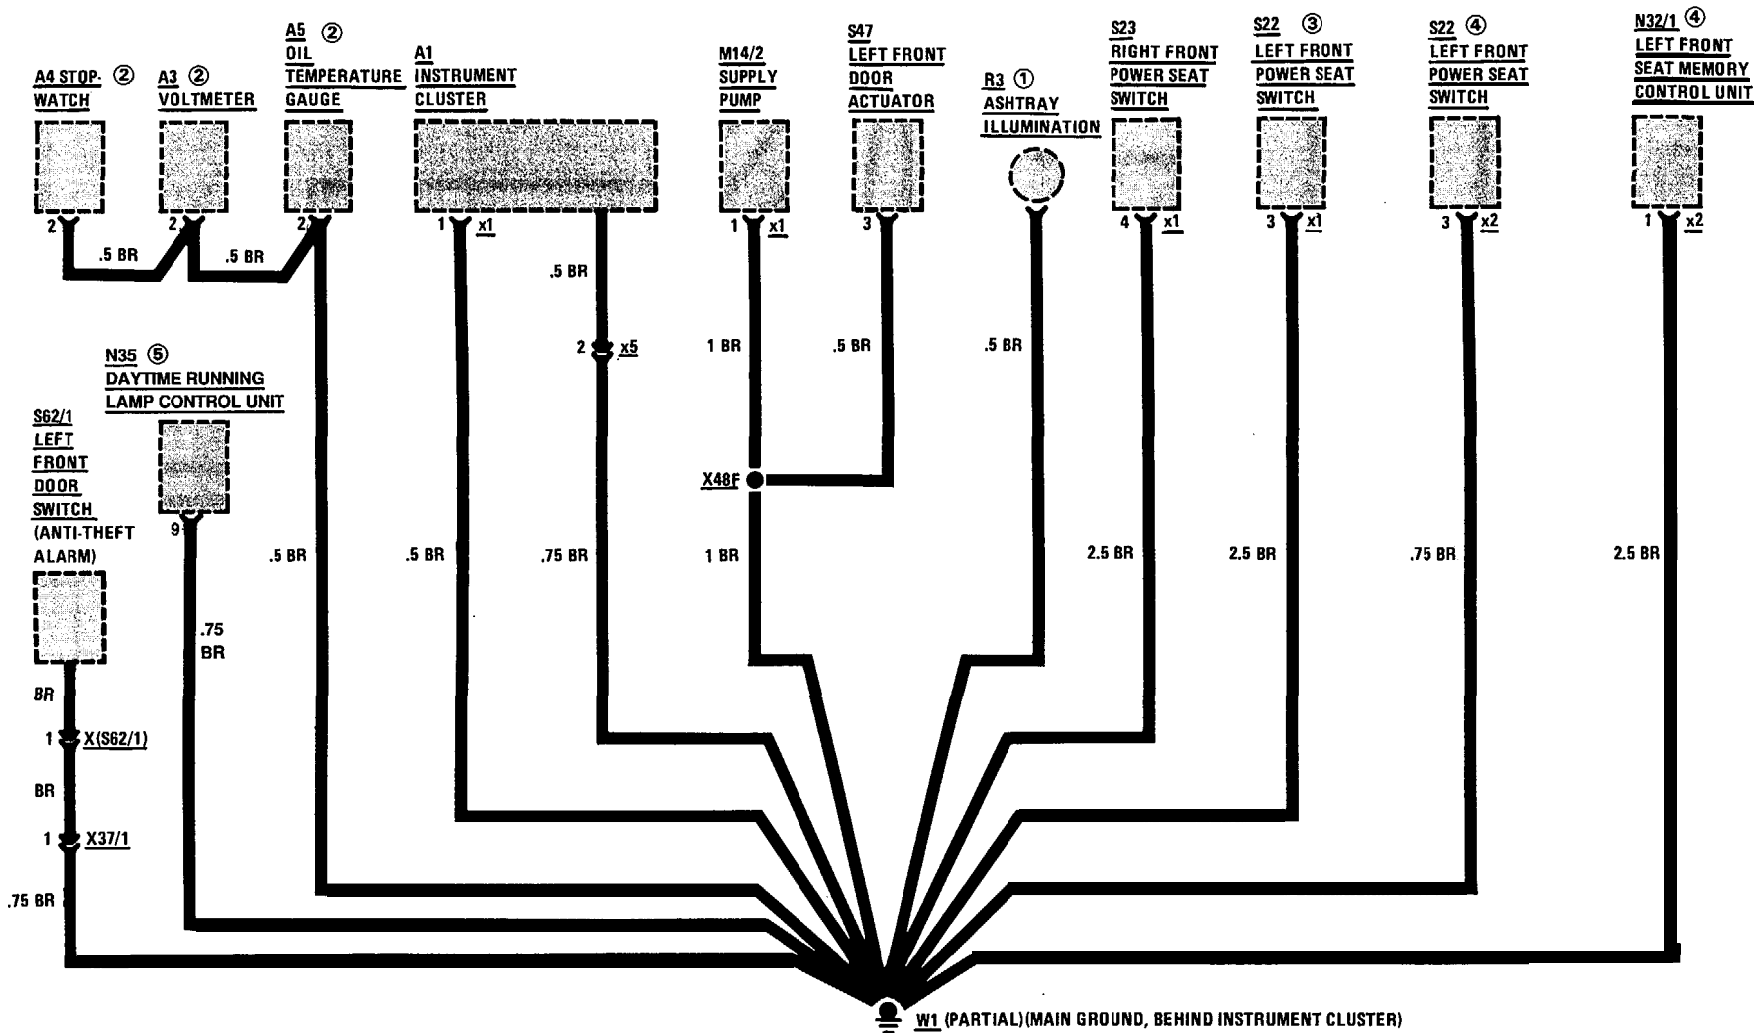 A4 STOP- ②
WATCH
A3 ②
VOLTMETER
A5 ②
OIL
TEMPERATURE
GAUGE
A1
INSTRUMENT
CLUSTER
M14/2
SUPPLY
PUMP
S47
LEFT FRONT
DOOR
ACTUATOR
R3 ①
ASHTRAY
ILLUMINATION
S23
RIGHT FRONT
POWER SEAT
SWITCH
S22 ③
LEFT FRONT
POWER SEAT
SWITCH
S22 ④
LEFT FRONT
POWER SEAT
SWITCH
N32/1 ④
LEFT FRONT
SEAT MEMORY
CONTROL UNIT
2
2
2
1 x1
1 x1
3
4 x1
3 x1
3 x2
1 x2
.5 BR
.5 BR
.5 BR
2 x5
1 BR
.5 BR
.5 BR
N35 ⑤
DAYTIME RUNNING
LAMP CONTROL UNIT
9
S62/1
LEFT
FRONT
DOOR
SWITCH
(ANTI-THEFT
ALARM)
X48F
.5 BR
.5 BR
.75 BR
1 BR
2.5 BR
2.5 BR
.75 BR
2.5 BR
.75
BR
BR
1 X(S62/1)
BR
1 X37/1
.75 BR
W1 (PARTIAL)(MAIN GROUND, BEHIND INSTRUMENT CLUSTER)